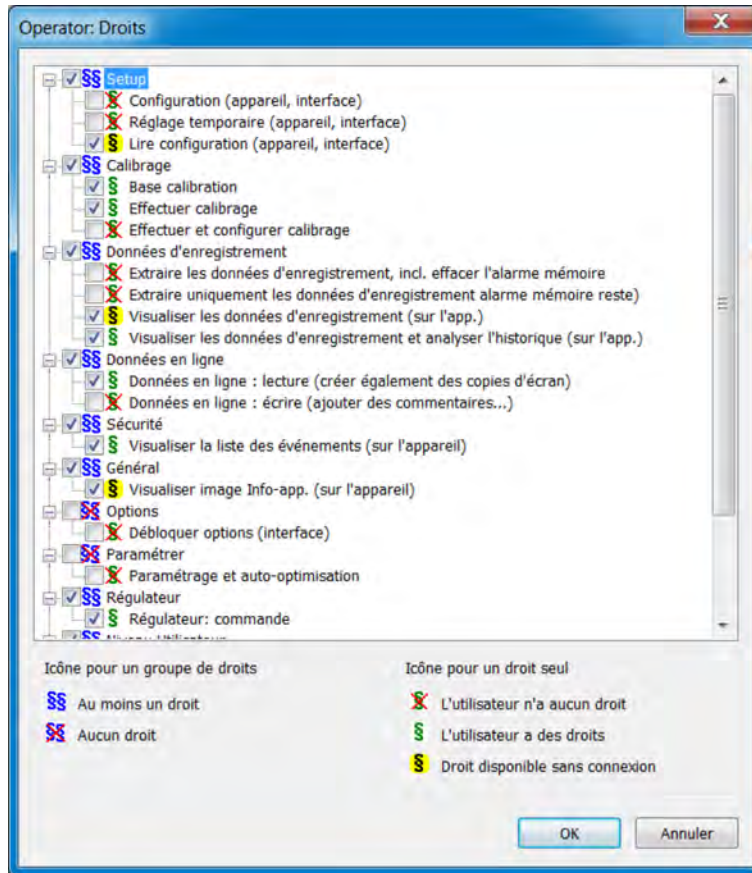 Operator: Droits
§§ Setup
§ Configuration (appareil, interface)
§ Réglage temporaire (appareil, interface)
§ Lire configuration (appareil, interface)
§§ Calibrage
§ Base calibration
§ Effectuer calibrage
§ Effectuer et configurer calibrage
§§ Données d'enregistrement
§ Extraire les données d'enregistrement, incl. effacer l'alarme mémoire
§ Extraire uniquement les données d'enregistrement alarme mémoire reste)
§ Visualiser les données d'enregistrement (sur l'app.)
§ Visualiser les données d'enregistrement et analyser l'historique (sur l'app.)
§§ Données en ligne
§ Données en ligne : lecture (créer également des copies d'écran)
§ Données en ligne : écrire (ajouter des commentaires...)
§§ Sécurité
§ Visualiser la liste des événements (sur l'appareil)
§§ Général
§ Visualiser image Info-app. (sur l'appareil)
§§ Options
§ Débloquer options (interface)
§§ Paramétrer
§ Paramétrage et auto-optimisation
§§ Régulateur
§ Régulateur: commande
Icône pour un groupe de droits
§§ Au moins un droit
§§ Aucun droit
Icône pour un droit seul
§ L'utilisateur n'a aucun droit
§ L'utilisateur a des droits
§ Droit disponible sans connexion
OK
Annuler